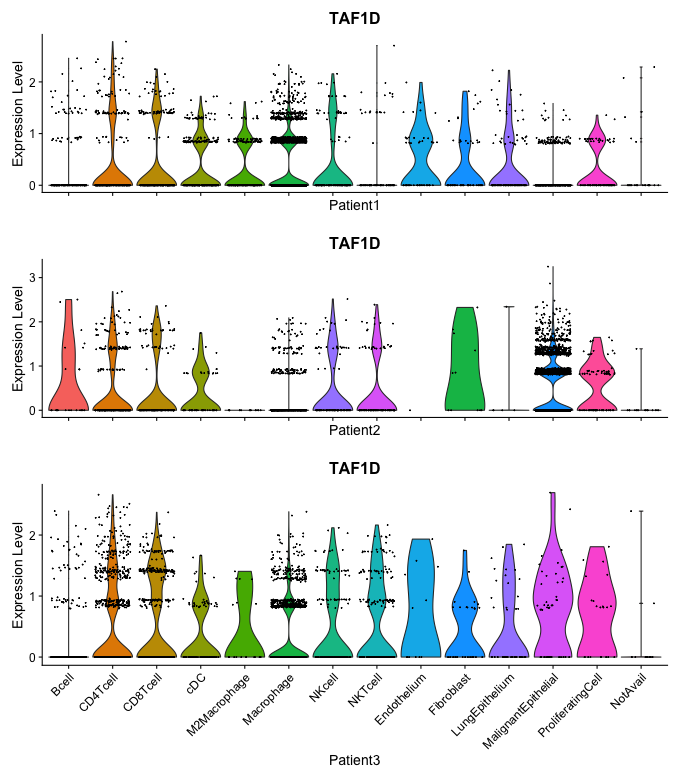 TAF1D
Expression Level
2
1
0
Patient1
TAF1D
Expression Level
3
2
1
0
Patient2
TAF1D
Expression Level
2
1
0
Bcell
CD4Tcell
CD8Tcell
cDC
M2Macrophage
Macrophage
NKcell
NKTcell
Endothelium
Fibroblast
LungEpithelium
MalignantEpithelial
ProliferatingCell
NotAvail
Patient3